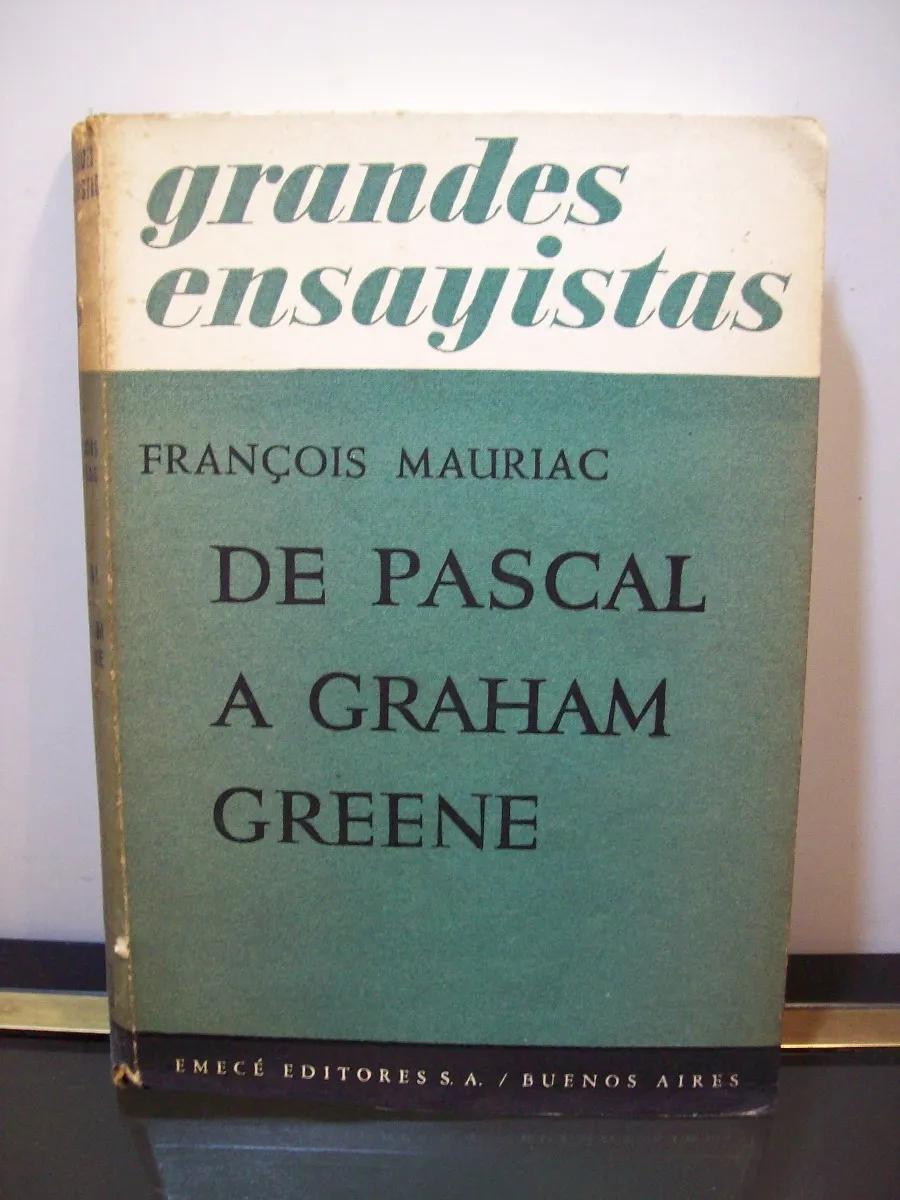 grandes
ensayistas
FRANÇOIS MAURIAC
DE PASCAL
A GRAHAM
GREENE
EMECÉ EDITORES S. A. / BUENOS AIRES